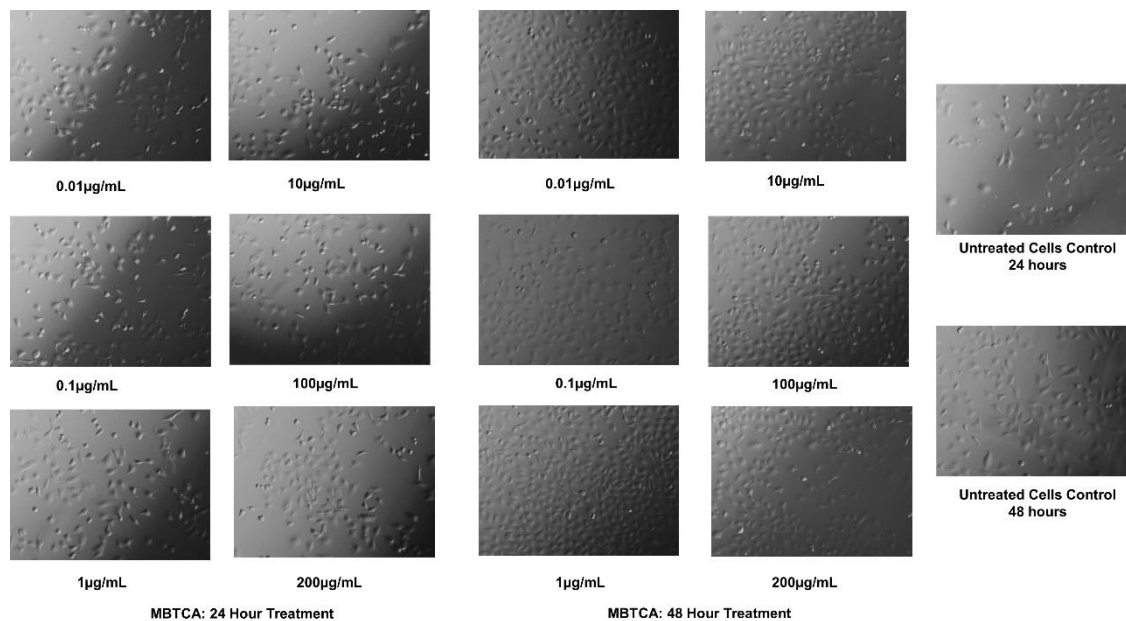 0.01µg/mL
10µg/mL
0.01µg/mL
10µg/mL
Untreated Cells Control
24 hours
0.1µg/mL
100µg/mL
0.1µg/mL
100µg/mL
Untreated Cells Control
48 hours
1µg/mL
200µg/mL
1µg/mL
200µg/mL
MBTCA: 24 Hour Treatment
MBTCA: 48 Hour Treatment